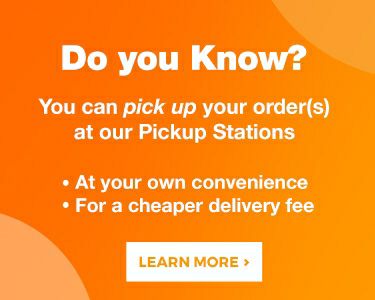 Do you Know?
You can pick up your order(s)
at our Pickup Stations
• At your own convenience
• For a cheaper delivery fee
LEARN MORE >